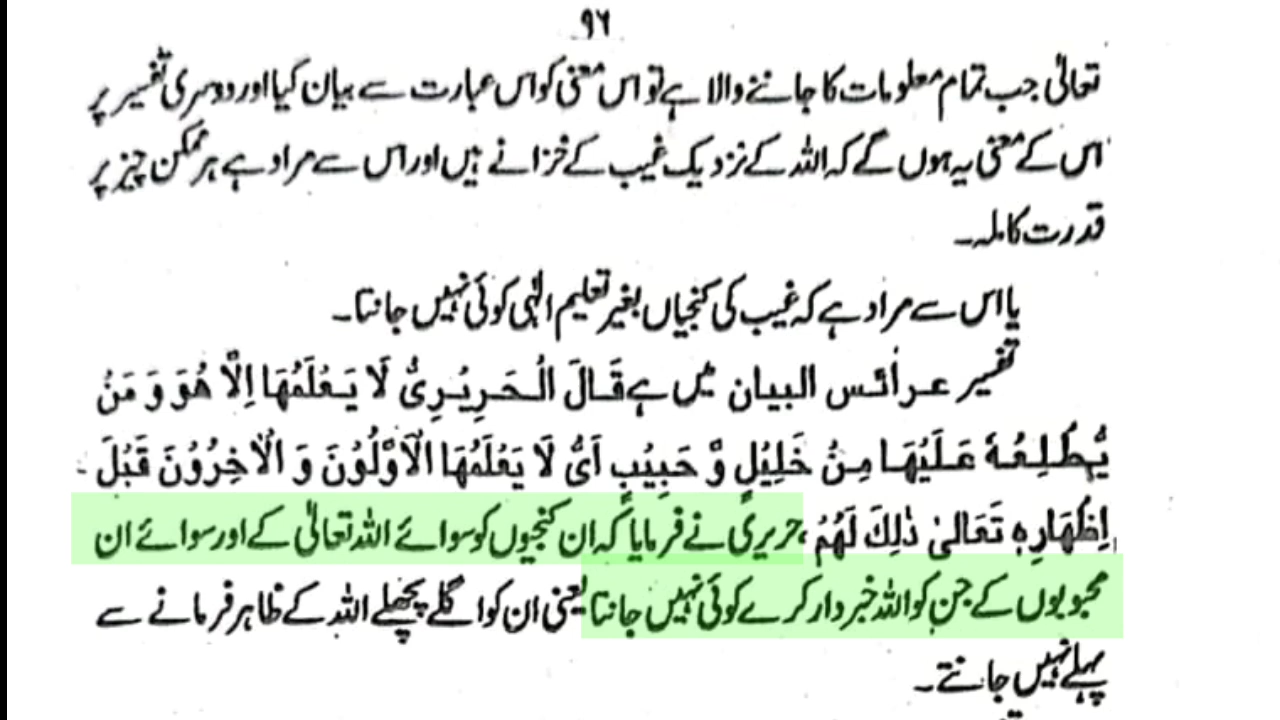 ۹۶
تعالیٰ جب تمام معلومات کا جاننے والا ہے تو اس معنی کو اس عبارت سے بیان کیا اور دوسری تفسیر پر
اس کے معنی یہ ہوں گے کہ اللہ کے نزدیک غیب کے خزانے ہیں اور اس سے مراد ہے ہر ممکن چیز پر
قدرت کاملہ۔
یا اس سے مراد ہے کہ غیب کی کنجیاں بغیر تعلیم الٰہی کوئی نہیں جانتا۔
تفسیر عرائس البیان میں ہے قَالَ الْحَرِیْرِیُّ لَا یَعْلَمُهَا اِلَّا هُوَ وَ مَنْ
یُّطْلِعُهٗ عَلَیْهَا مِنْ خَلِیْلٍ وَّ حَبِیْبٍ اَیْ لَا یَعْلَمُهَا الْاَوَّلُوْنَ وَ الْاٰخِرُوْنَ قَبْلَ
اِظْهَارِهٖ تَعَالیٰ ذٰلِكَ لَهُمْ، حریری نے فرمایا کہ ان کنجیوں کو سوائے اللہ تعالیٰ کے اور سوائے ان
محبوبوں کے جن کو اللہ خبردار کرے کوئی نہیں جانتا یعنی ان کو اگلے پچھلے اللہ کے ظاہر فرمانے سے
پہلے نہیں جانتے۔